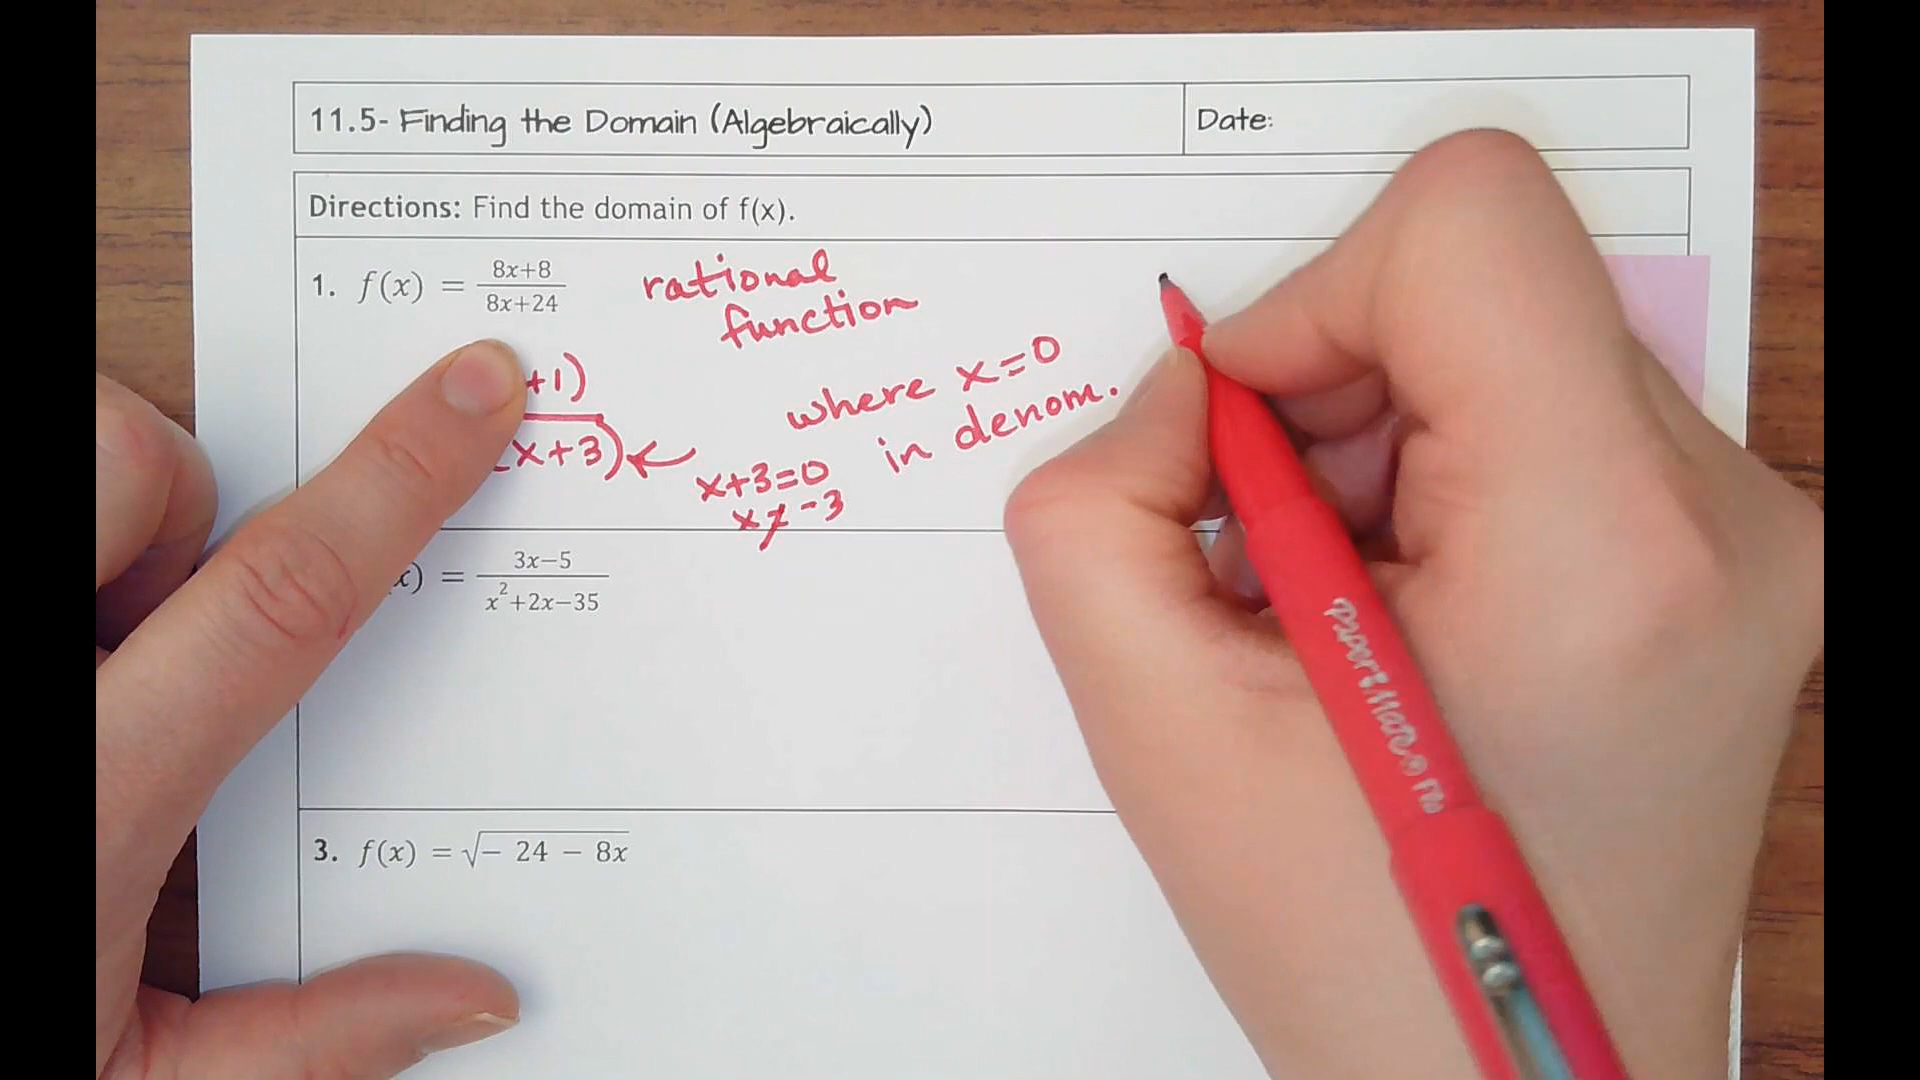 11.5- Finding the Domain (Algebraically)
Date:
Directions: Find the domain of f(x).
1. f(x) = 8x+8
8x+24
rational
function
+1)
x+3)
where x=0
in denom.
x+3=0
x≠-3
x) = 3x−5
x²+2x−35
3. f(x) = √− 24 − 8x
PaperMate